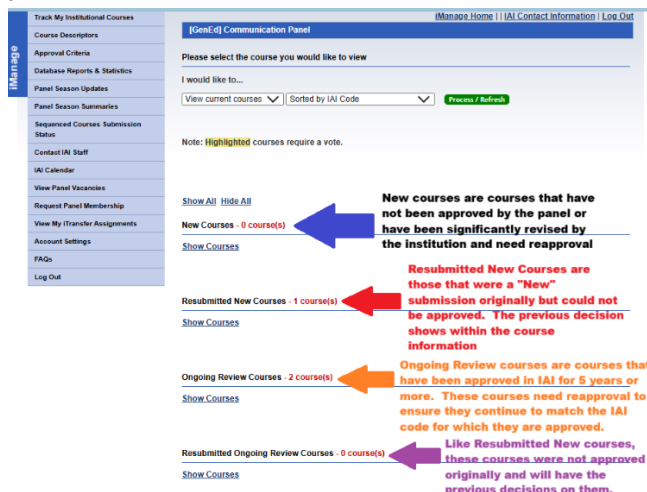 iManage
Track My Institutional Courses
Course Descriptors
Approval Criteria
Database Reports & Statistics
Panel Season Updates
Panel Season Summaries
Sequenced Courses Submission
Status
Contact IAI Staff
IAI Calendar
View Panel Vacancies
Request Panel Membership
View My iTransfer Assignments
Account Settings
FAQs
Log Out
iManage Home | | IAI Contact Information | Log Out
[GenEd] Communication Panel
Please select the course you would like to view
I would like to...
View current courses Sorted by IAI Code Process / Refresh
Note: Highlighted courses require a vote.
Show All Hide All
New Courses - 0 course(s)
Show Courses
New courses are courses that have
not been approved by the panel or
have been significantly revised by
the institution and need reapproval
Resubmitted New Courses - 1 course(s)
Show Courses
Resubmitted New Courses are
those that were a "New"
submission originally but could not
be approved. The previous decision
shows within the course
information
Ongoing Review Courses - 2 course(s)
Show Courses
Ongoing Review courses are courses that
have been approved in IAI for 5 years or
more. These courses need reapproval to
ensure they continue to match the IAI
code for which they are approved.
Resubmitted Ongoing Review Courses - 0 course(s)
Show Courses
Like Resubmitted New courses,
these courses were not approved
originally and will have the
previous decisions on them.